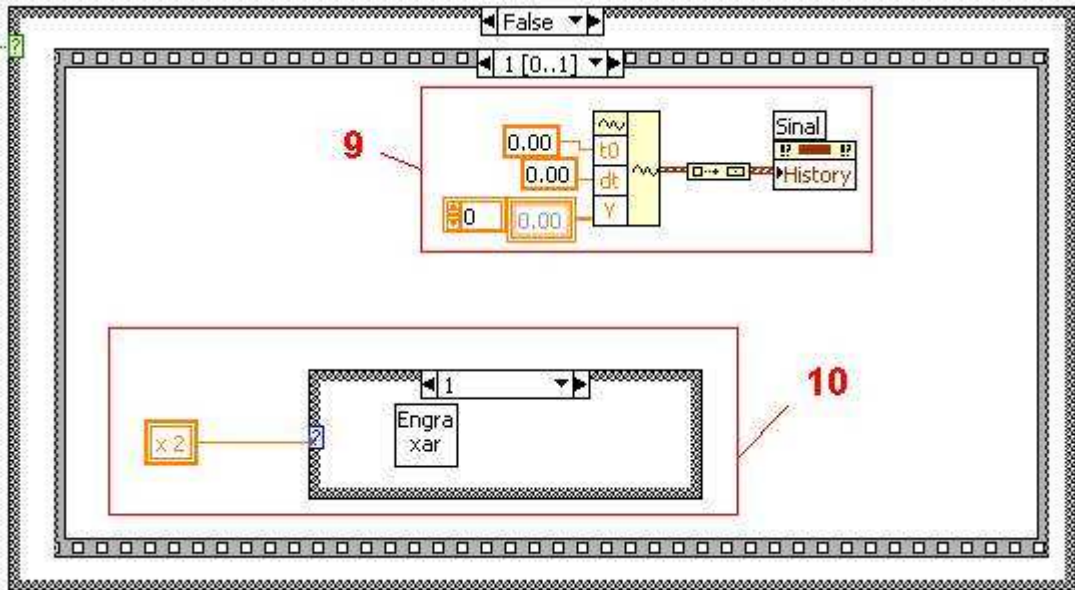 False
?
1 [0..1]
9
0.00
t0
0.00
dt
0
0.00
Y
Sinal
!? !?
History
10
1
x 2
?
Engra
xar